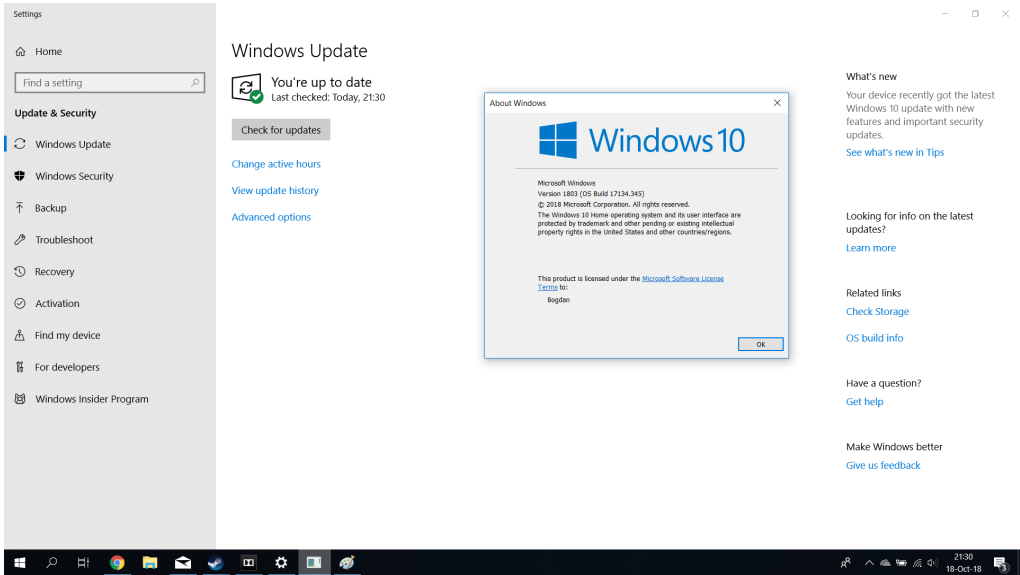 Settings
Home
Find a setting
Update & Security
Windows Update
Windows Security
Backup
Troubleshoot
Recovery
Activation
Find my device
For developers
Windows Insider Program
Windows Update
You're up to date
Last checked: Today, 21:30
Check for updates
Change active hours
View update history
Advanced options
About Windows
Windows 10
Microsoft Windows
Version 1803 (OS Build 17134.345)
© 2018 Microsoft Corporation. All rights reserved.
The Windows 10 Home operating system and its user interface are
protected by trademark and other pending or existing intellectual
property rights in the United States and other countries/regions.
This product is licensed under the Microsoft Software License
Terms to:
Bogdan
OK
What's new
Your device recently got the latest
Windows 10 update with new
features and important security
updates.
See what's new in Tips
Looking for info on the latest
updates?
Learn more
Related links
Check Storage
OS build info
Have a question?
Get help
Make Windows better
Give us feedback
21:30
18-Oct-18
3